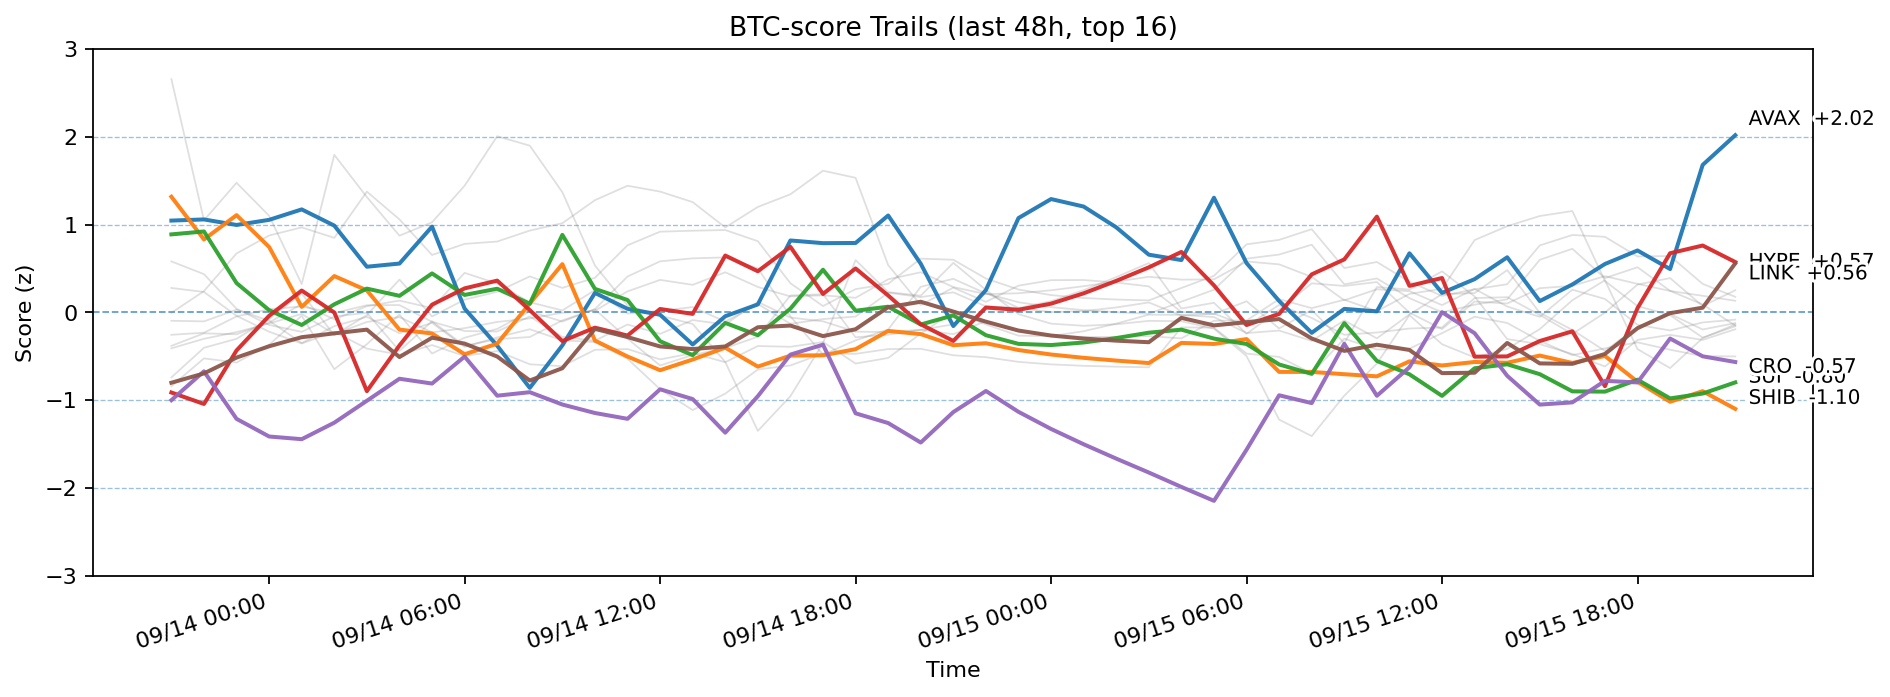 BTC-score Trails (last 48h, top 16)
3
2
1
0
−1
−2
−3
Score (z)
AVAX +2.02
HYPE +0.57
LINK +0.56
CRO -0.57
SUI -0.80
SHIB -1.10
09/14 00:00
09/14 06:00
09/14 12:00
09/14 18:00
09/15 00:00
09/15 06:00
09/15 12:00
09/15 18:00
Time